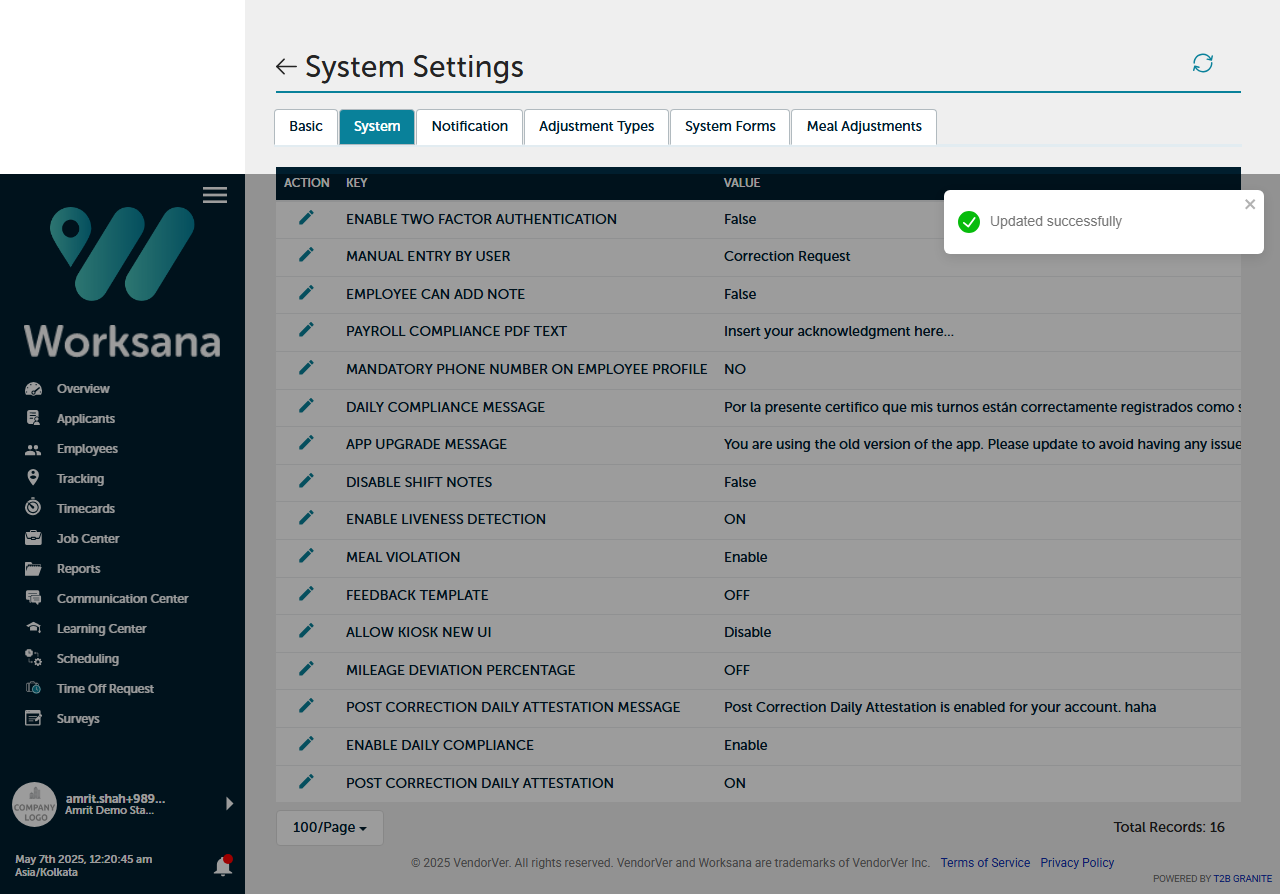 System Settings
Basic
System
Notification
Adjustment Types
System Forms
Meal Adjustments
ACTION KEY VALUE
Updated successfully
ENABLE TWO FACTOR AUTHENTICATION False
MANUAL ENTRY BY USER Correction Request
EMPLOYEE CAN ADD NOTE False
PAYROLL COMPLIANCE PDF TEXT Insert your acknowledgment here...
MANDATORY PHONE NUMBER ON EMPLOYEE PROFILE NO
DAILY COMPLIANCE MESSAGE Por la presente certifico que mis turnos están correctamente registrados como s
APP UPGRADE MESSAGE You are using the old version of the app. Please update to avoid having any issue
DISABLE SHIFT NOTES False
ENABLE LIVENESS DETECTION ON
MEAL VIOLATION Enable
FEEDBACK TEMPLATE OFF
ALLOW KIOSK NEW UI Disable
MILEAGE DEVIATION PERCENTAGE OFF
POST CORRECTION DAILY ATTESTATION MESSAGE Post Correction Daily Attestation is enabled for your account. haha
ENABLE DAILY COMPLIANCE Enable
POST CORRECTION DAILY ATTESTATION ON
100/Page
Total Records: 16
© 2025 VendorVer. All rights reserved. VendorVer and Worksana are trademarks of VendorVer Inc. Terms of Service Privacy Policy
POWERED BY T2B GRANITE
Worksana
Overview
Applicants
Employees
Tracking
Timecards
Job Center
Reports
Communication Center
Learning Center
Scheduling
Time Off Request
Surveys
COMPANY
LOGO
amrit.shah+989...
Amrit Demo Sta...
May 7th 2025, 12:20:45 am
Asia/Kolkata